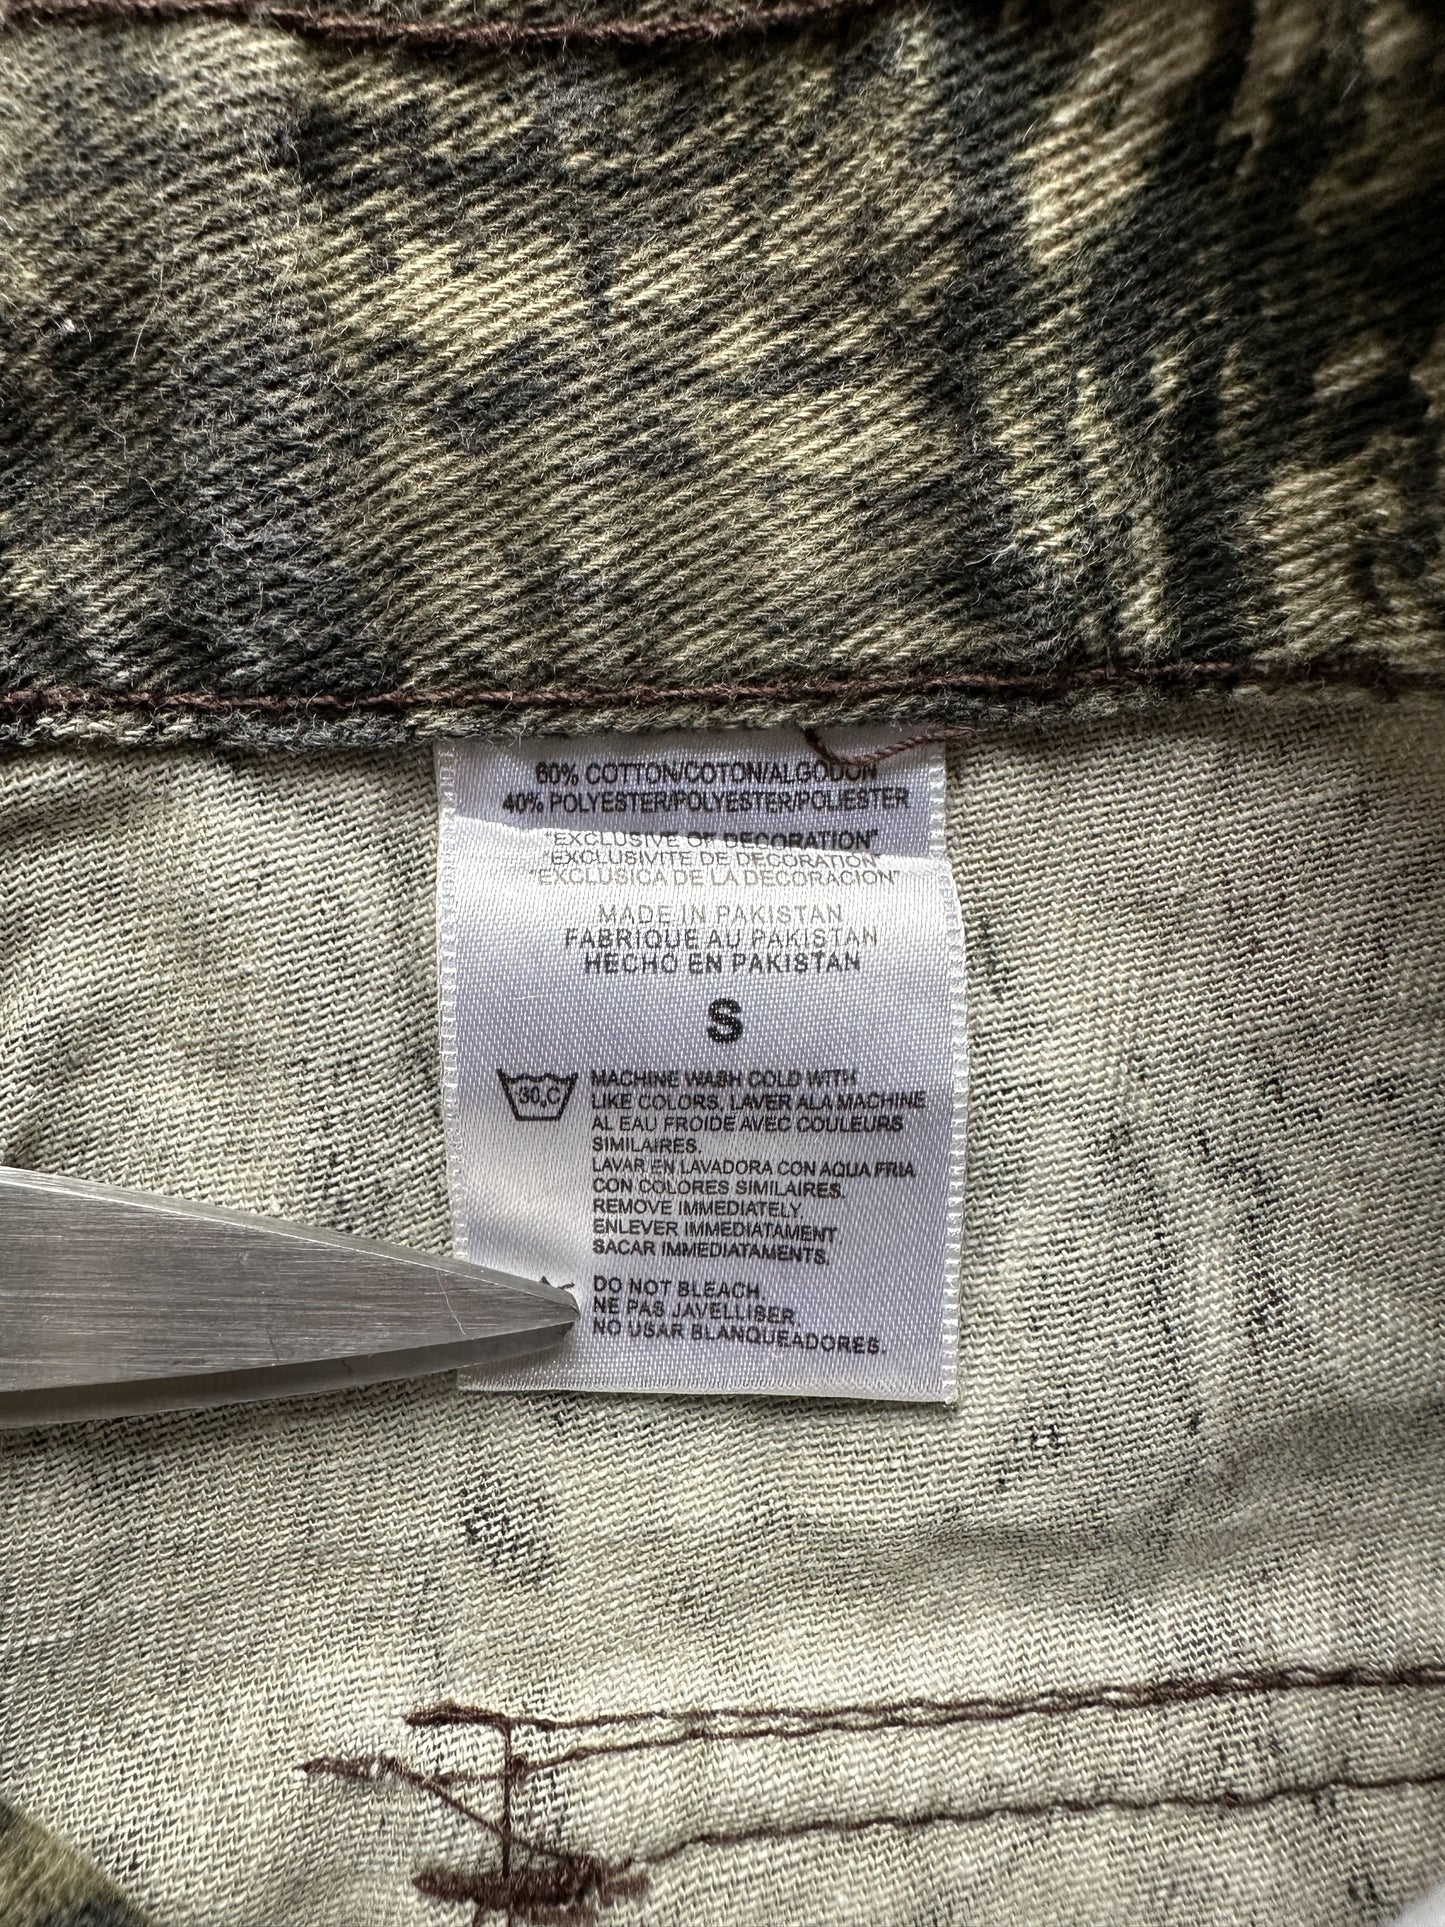 60% COTTON/COTON/ALGODON
40% POLYESTER/POLYESTER/POLIESTER
"EXCLUSIVE OF DECORATION"
"EXCLUSIVITE DE DECORATION"
"EXCLUSICA DE LA DECORACION"
MADE IN PAKISTAN
FABRIQUE AU PAKISTAN
HECHO EN PAKISTAN
S
30.C
MACHINE WASH COLD WITH
LIKE COLORS, LAVER ALA MACHINE
AL EAU FROIDE AVEC COULEURS
SIMILAIRES.
LAVAR EN LAVADORA CON AQUA FRIA
CON COLORES SIMILAIRES.
REMOVE IMMEDIATELY.
ENLEVER IMMEDIATAMENT
SACAR IMMEDIATAMENTS.
DO NOT BLEACH
NE PAS JAVELLISER.
NO USAR BLANQUEADORES.